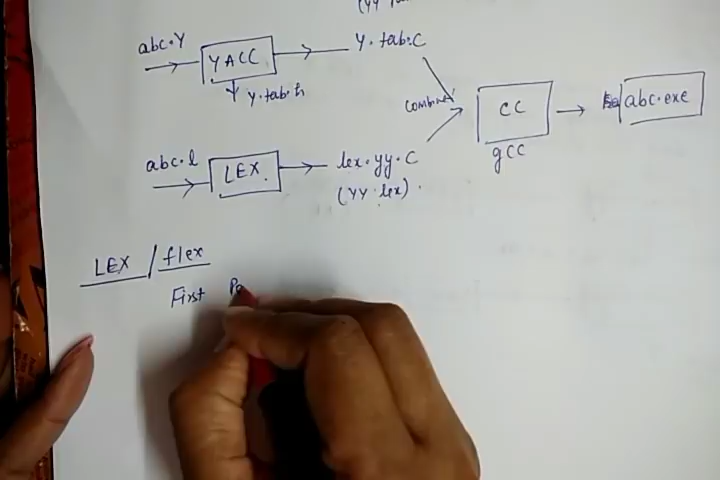 abc.Y YACC Y.tab.C
Y.tab.h
combine CC abc.exe
gcc
abc.l LEX. lex.yy.C
(YY.lex).
LEX / flex
First